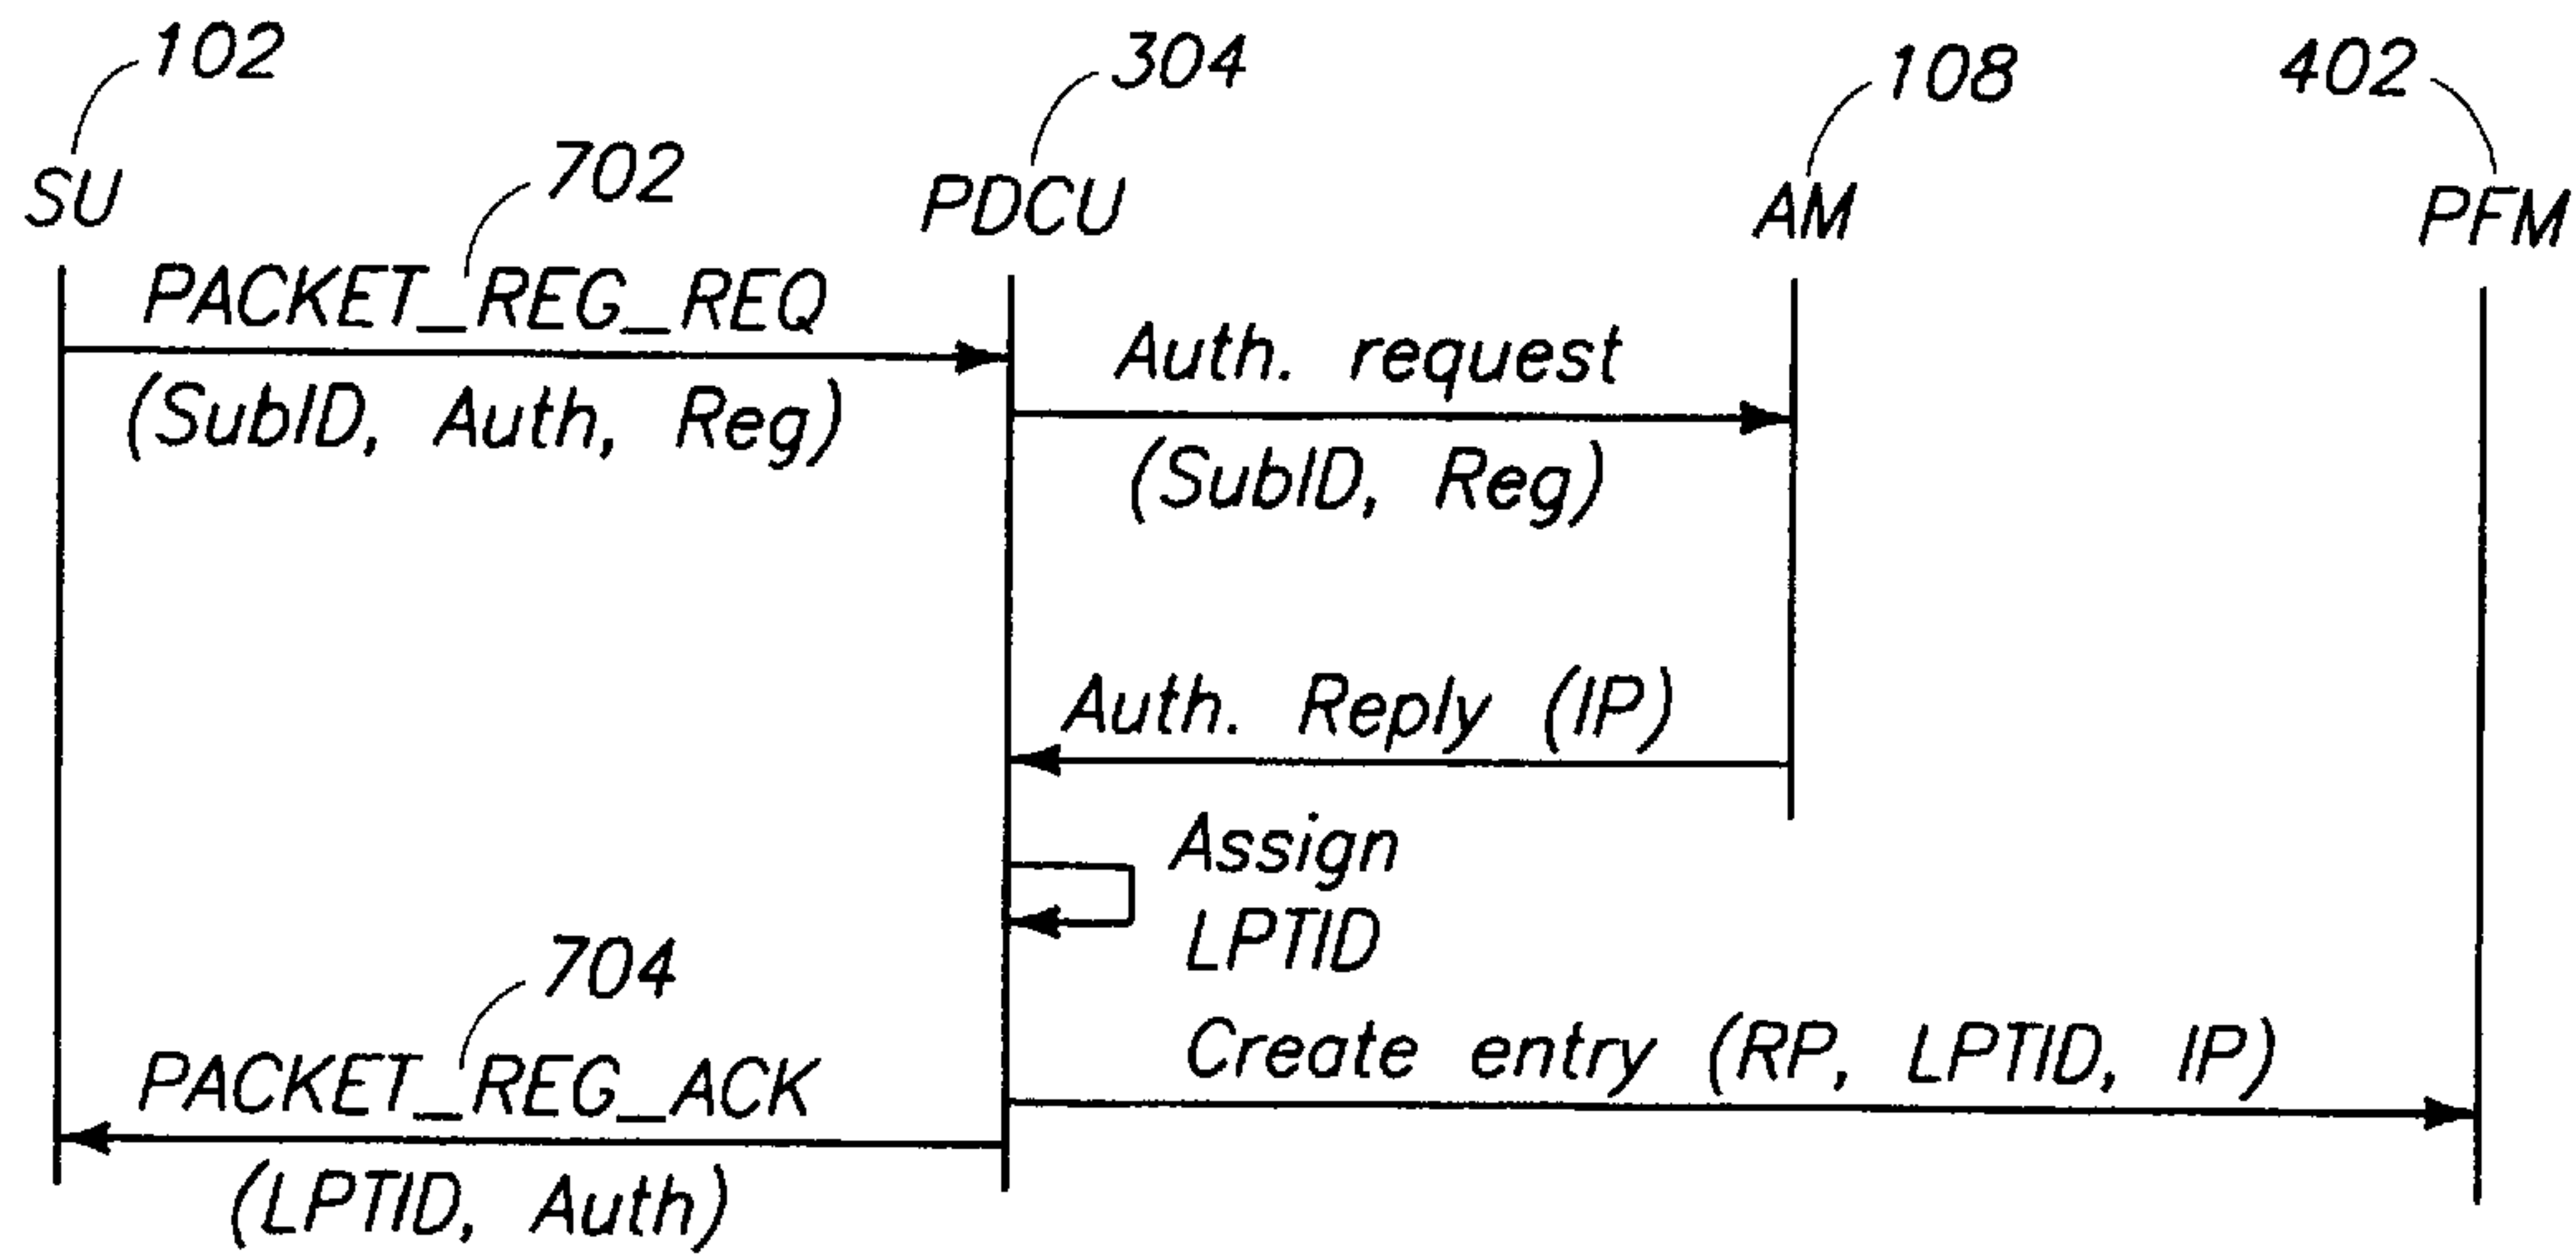 102
304
108
402
SU
702
PDCU
AM
PFM
PACKET_REG_REQ
(SubID, Auth, Reg)
Auth. request
(SubID, Reg)
Auth. Reply (IP)
Assign
LPTID
704
Create entry (RP, LPTID, IP)
PACKET_REG_ACK
(LPTID, Auth)